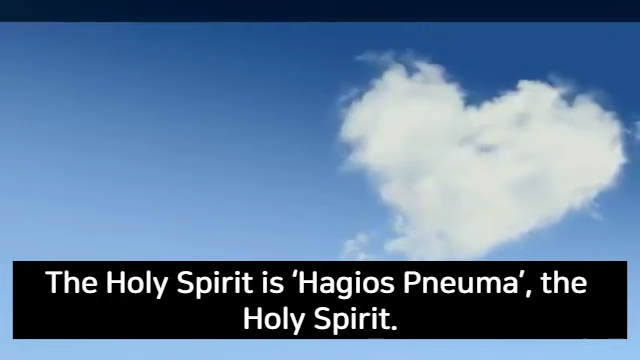 The Holy Spirit is ‘Hagios Pneuma’, the
Holy Spirit.